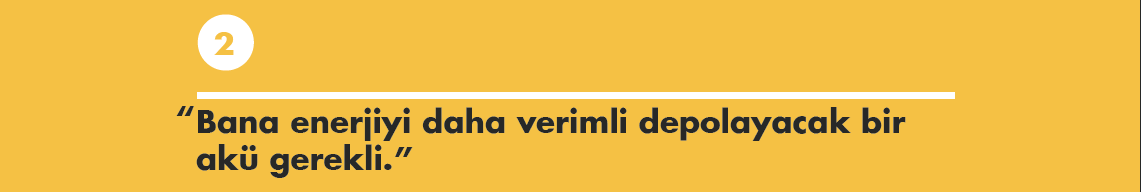 2
“Bana enerjiyi daha verimli depolayacak bir
akü gerekli.”